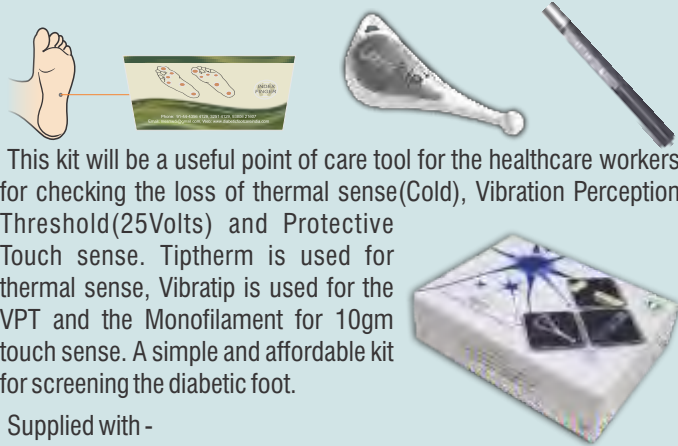 INDEX
FINGER
This kit will be a useful point of care tool for the healthcare workers
for checking the loss of thermal sense(Cold), Vibration Perception
Threshold(25Volts) and Protective
Touch sense. Tiptherm is used for
thermal sense, Vibratip is used for the
VPT and the Monofilament for 10gm
touch sense. A simple and affordable kit
for screening the diabetic foot.
Supplied with -